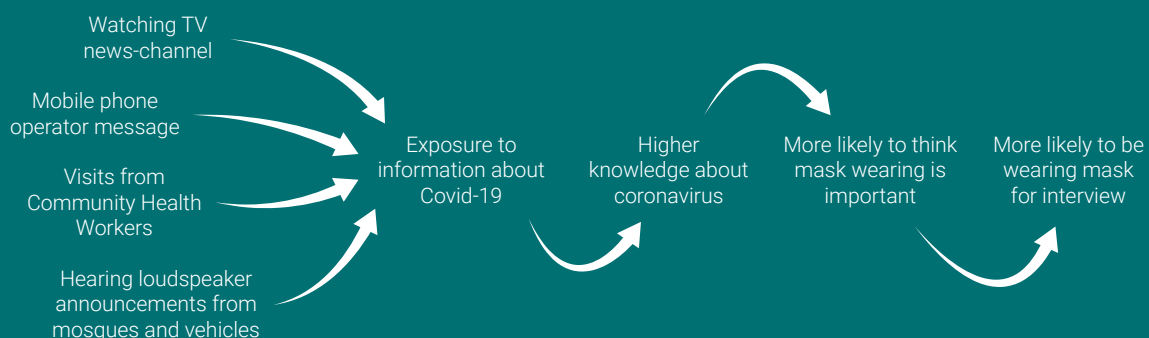 Watching TV
news-channel
Mobile phone
operator message
Visits from
Community Health
Workers
Hearing loudspeaker
announcements from
mosques and vehicles
Exposure to
information about
Covid-19
Higher
knowledge about
coronavirus
More likely to think
mask wearing is
important
More likely to be
wearing mask
for interview